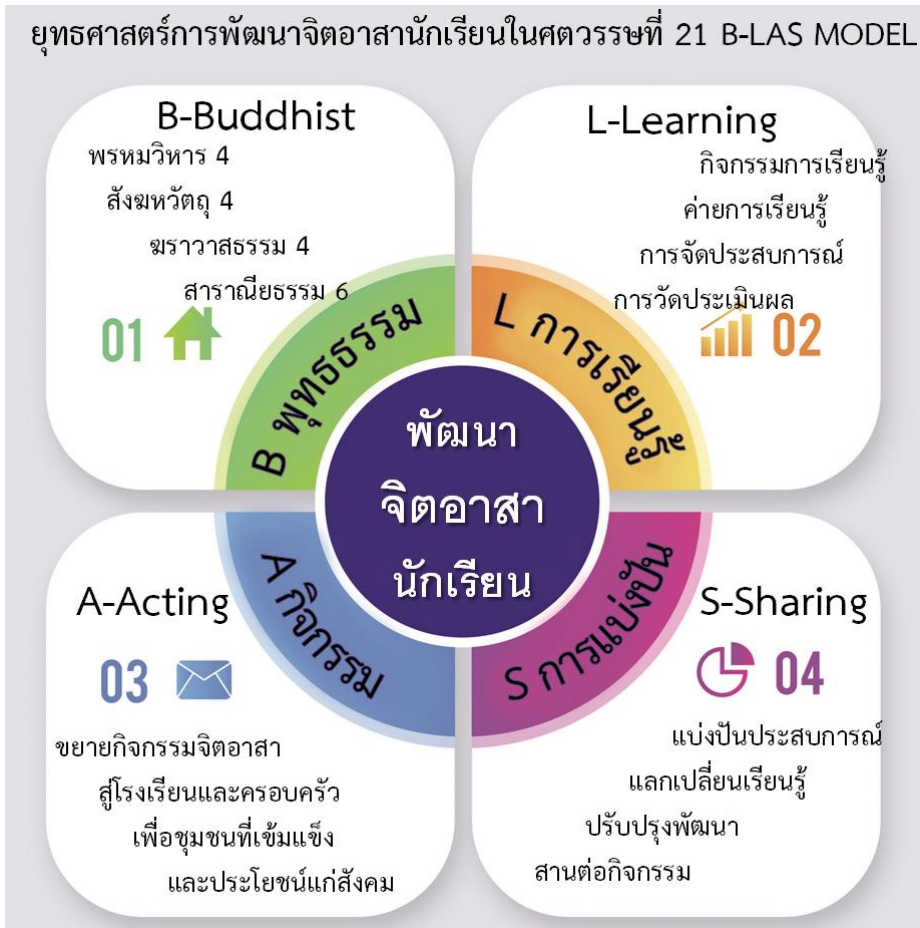 ยุทธศาสตร์การพัฒนาจิตอาสานักเรียนในศตวรรษที่ 21 B-LAS MODEL
B-Buddhist
พรหมวิหาร 4
สังฆหวัตถุ 4
ฆราวาสธรรม 4
สาราณียธรรม 6
01
B พุทธธรรม
L-Learning
กิจกรรมการเรียนรู้
ค่ายการเรียนรู้
การจัดประสบการณ์
การวัดประเมินผล
02
L การเรียนรู้
พัฒนา
จิตอาสา
นักเรียน
A-Acting
03
A กิจกรรม
ขยายกิจกรรมจิตอาสา
สู่โรงเรียนและครอบครัว
เพื่อชุมชนที่เข้มแข็ง
และประโยชน์แก่สังคม
S-Sharing
04
S การแบ่งปัน
แบ่งปันประสบการณ์
แลกเปลี่ยนเรียนรู้
ปรับปรุงพัฒนา
สานต่อกิจกรรม